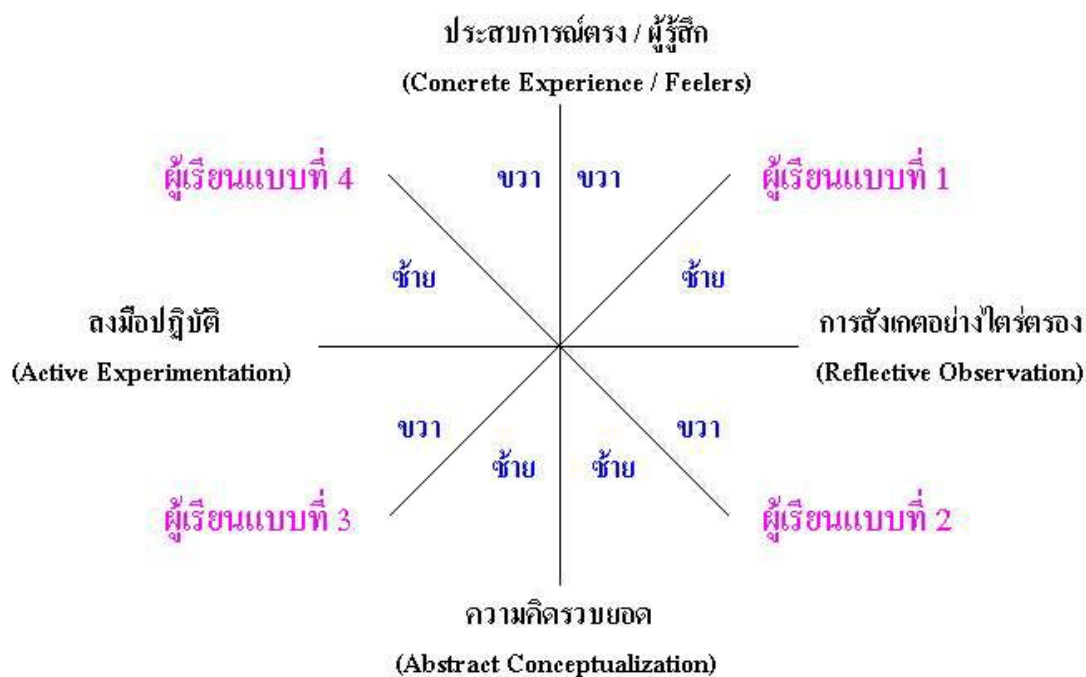 ประสบการณ์ตรง / ผู้รู้สึก
(Concrete Experience / Feelers)
ผู้เรียนแบบที่ 4
ขวา
ขวา
ผู้เรียนแบบที่ 1
ซ้าย
ซ้าย
ลงมือปฏิบัติ
(Active Experimentation)
การสังเกตอย่างไตร่ตรอง
(Reflective Observation)
ขวา
ซ้าย
ซ้าย
ขวา
ผู้เรียนแบบที่ 3
ผู้เรียนแบบที่ 2
ความคิดรวบยอด
(Abstract Conceptualization)